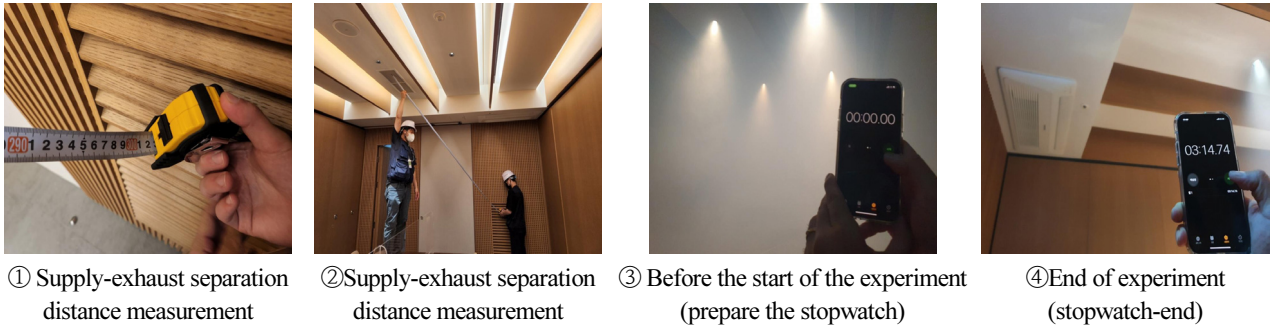 290 1 2 3 4 5 6 7 8 9 1 2
00:00.00
03:14.74
① Supply-exhaust separation
distance measurement
②Supply-exhaust separation
distance measurement
③ Before the start of the experiment
(prepare the stopwatch)
④End of experiment
(stopwatch-end)